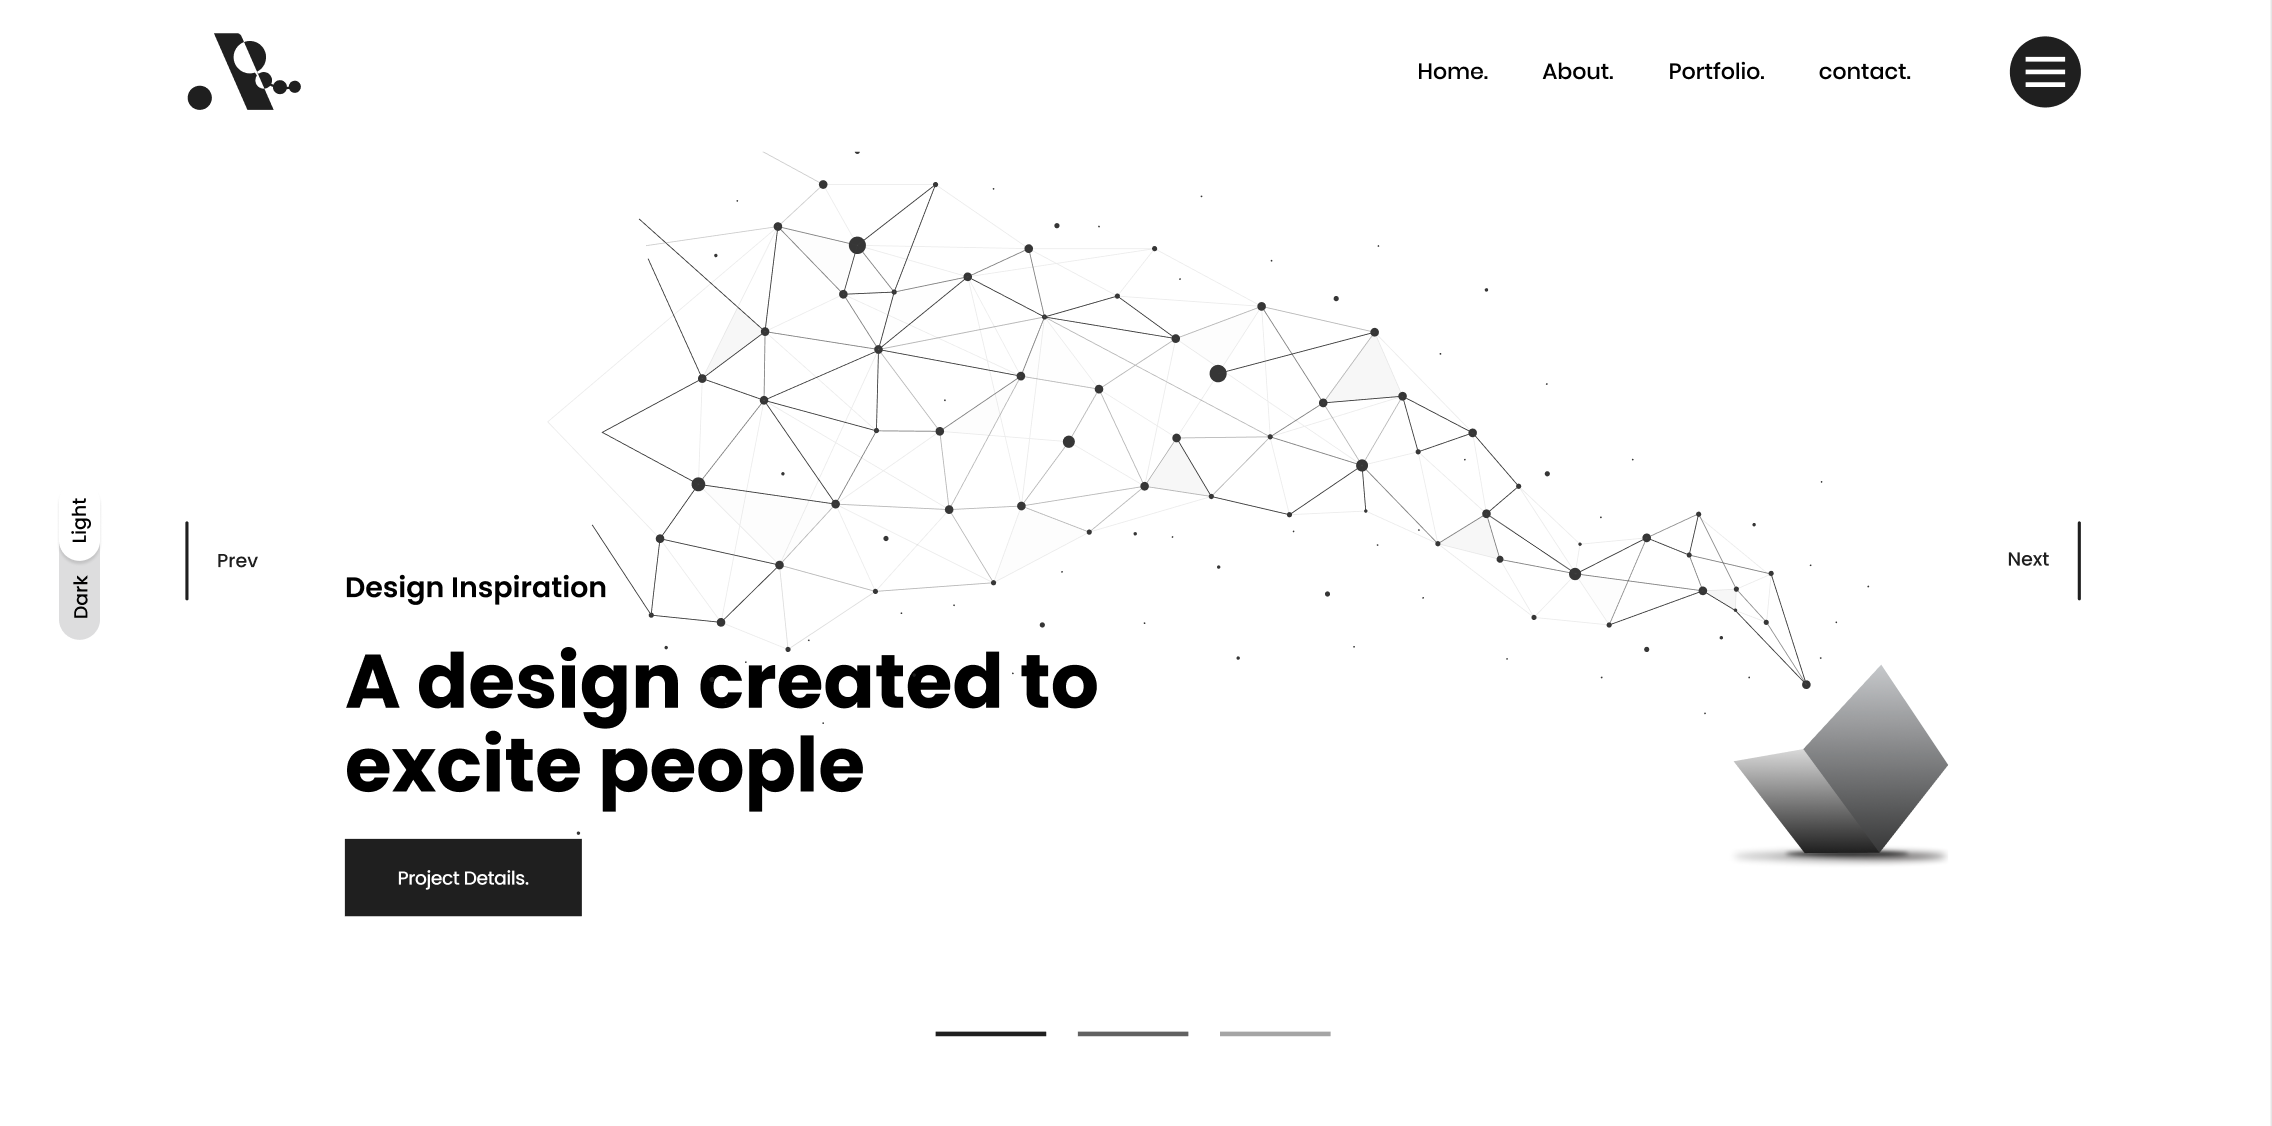 Home.
About.
Portfolio.
contact.
Light
Dark
Prev
Next
Design Inspiration
A design created to
excite people
Project Details.